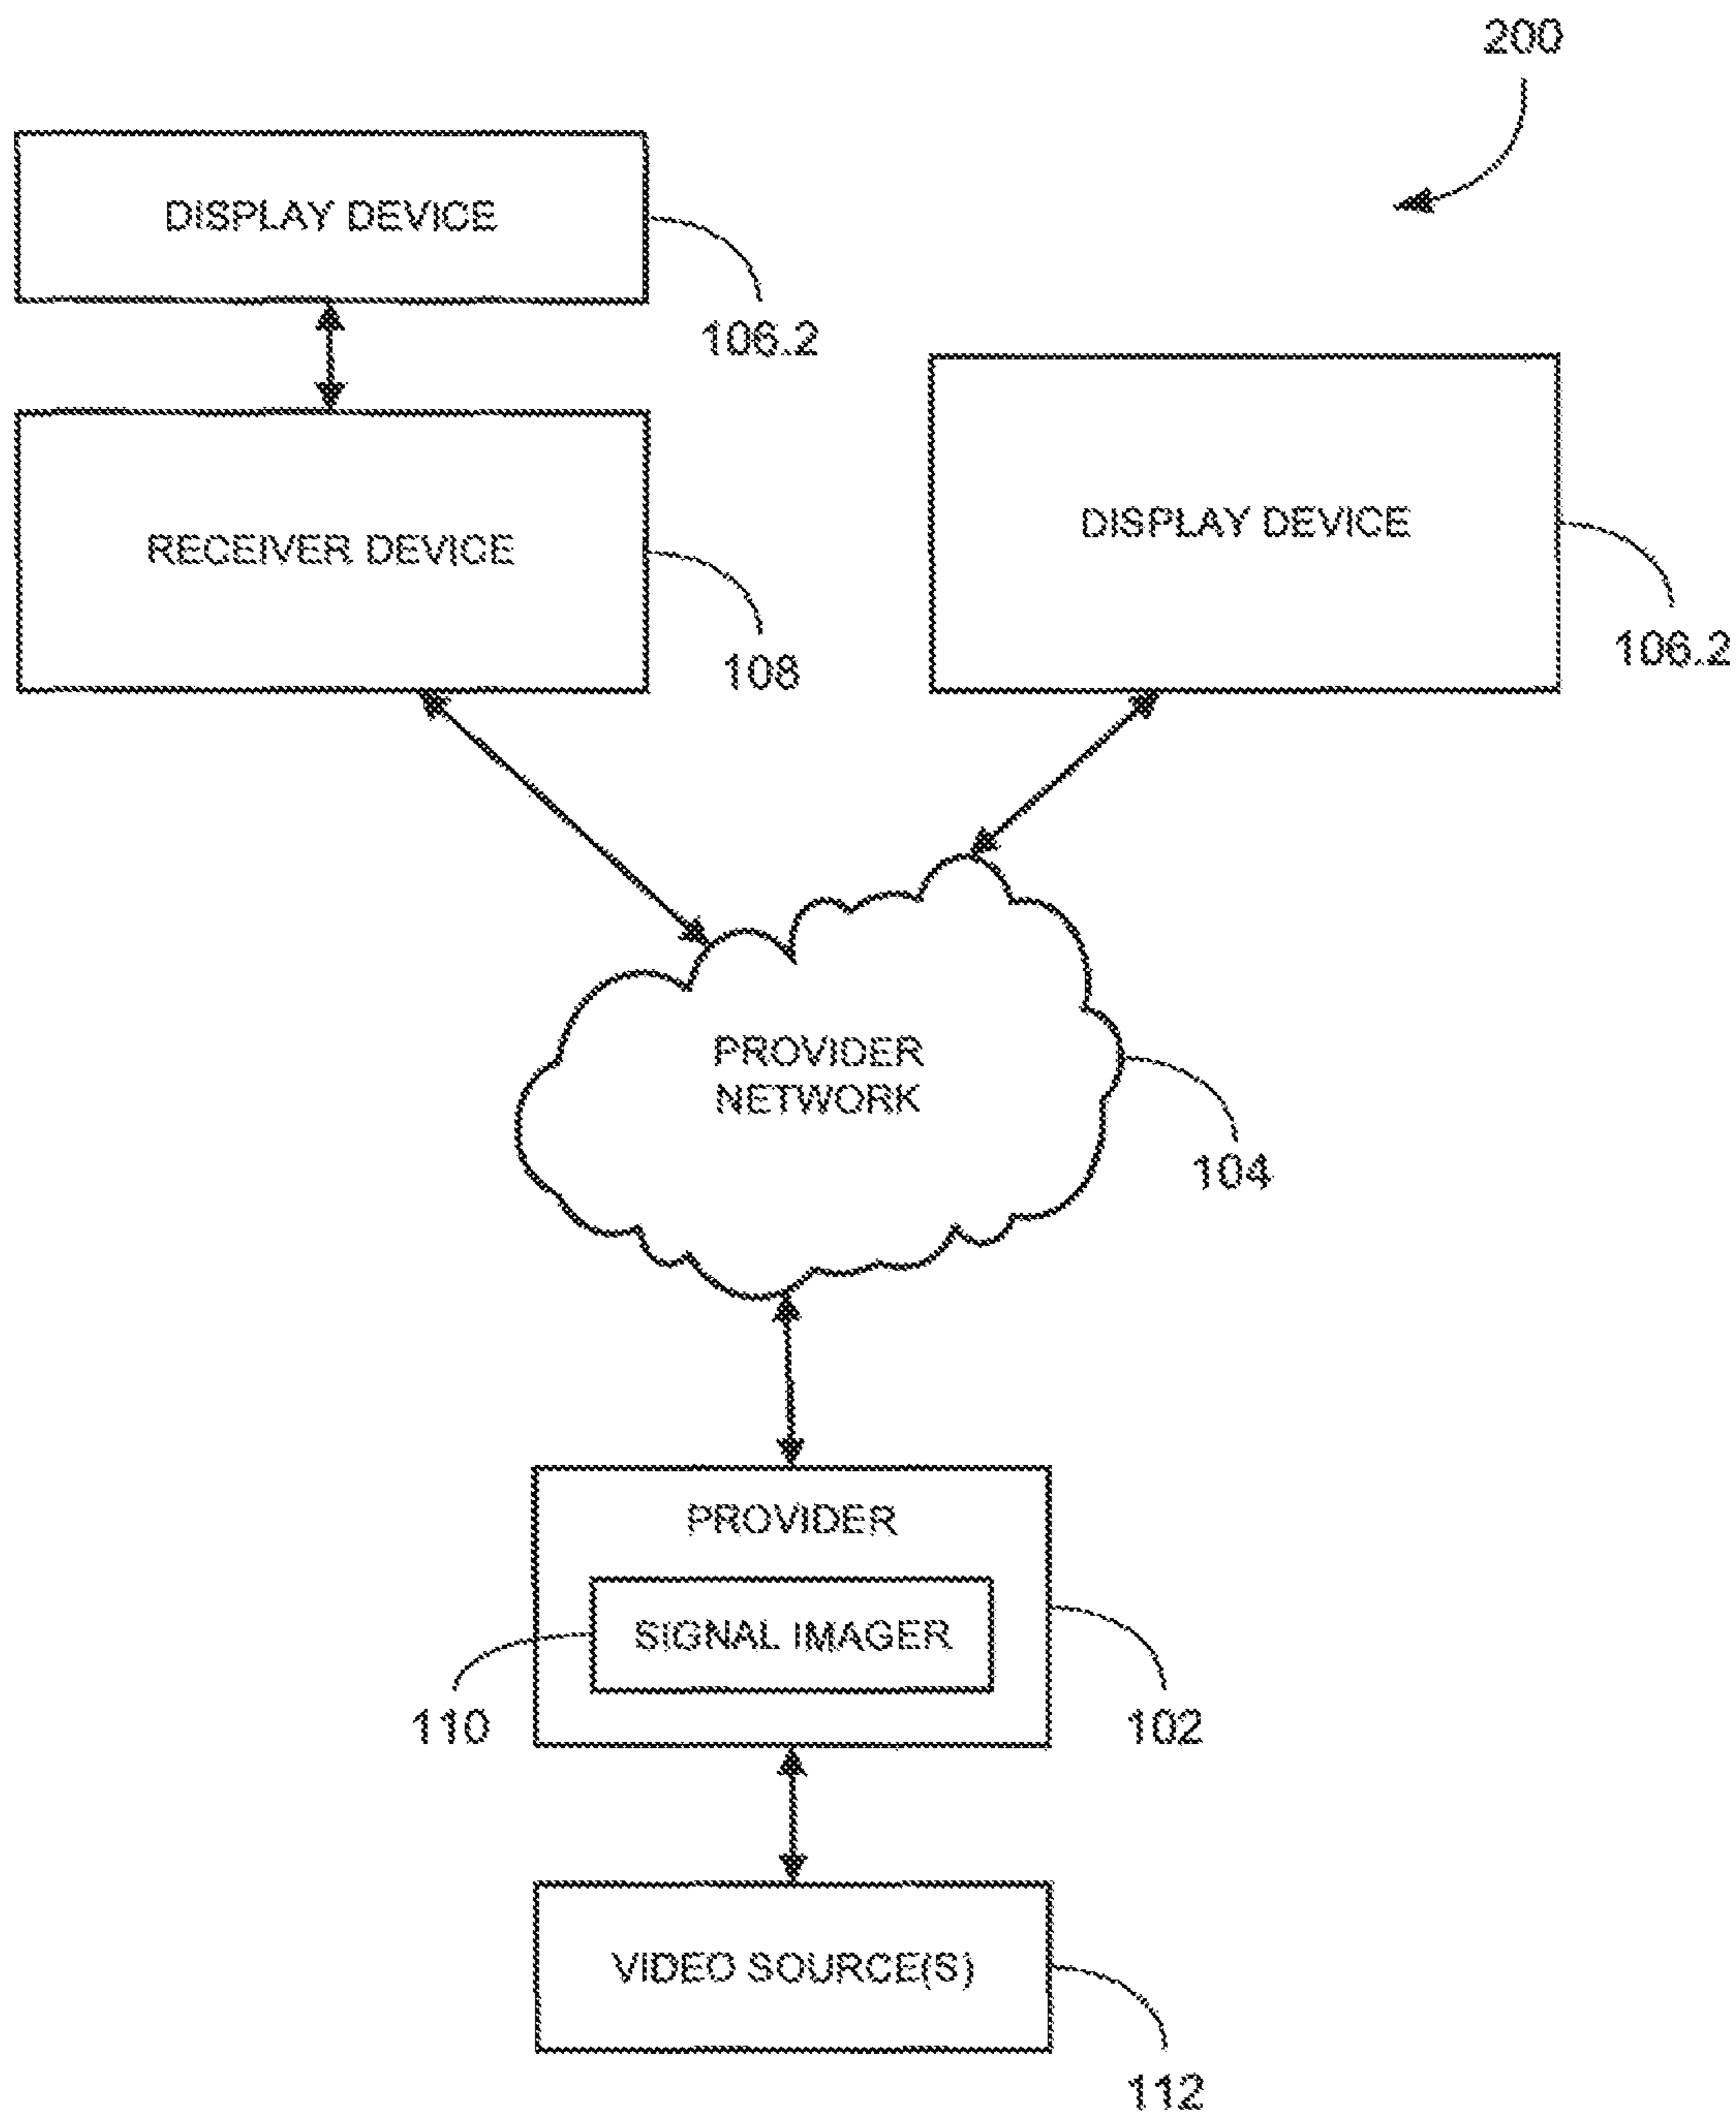 200
DISPLAY DEVICE
106.2
RECEIVER DEVICE
108
DISPLAY DEVICE
106.2
PROVIDER
NETWORK
104
PROVIDER
SIGNAL IMAGER
110
102
VIDEO SOURCE(S)
112